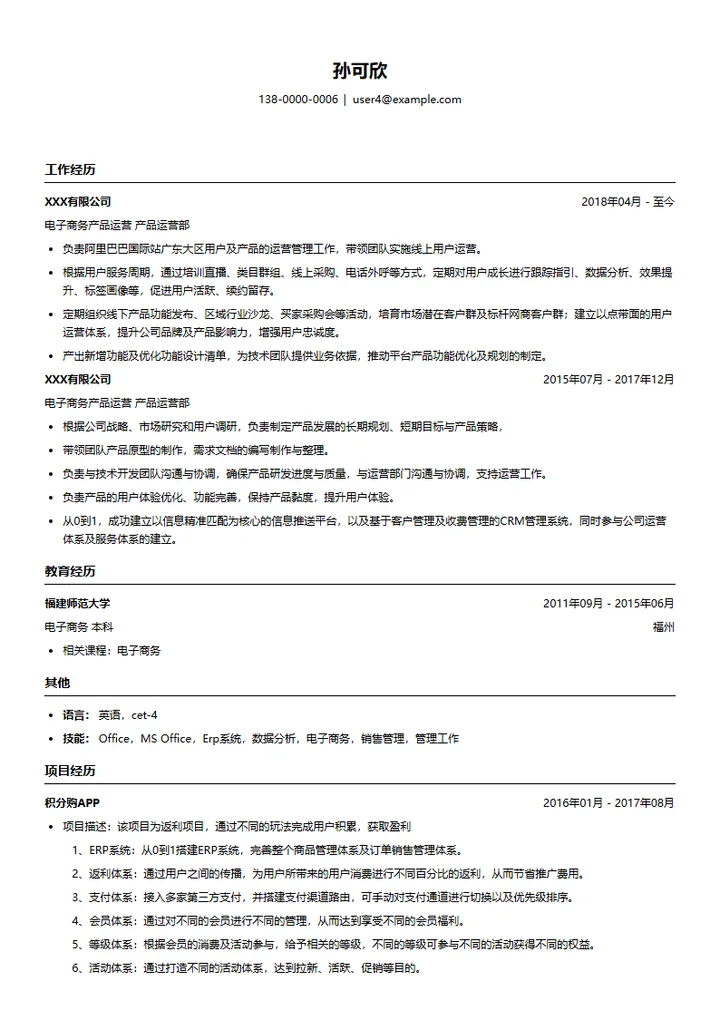 孙可欣
138-0000-0006 | user4@example.com
工作经历
XXX有限公司 2018年04月 - 至今
电子商务产品运营 产品运营部
• 负责阿里巴巴国际站广东大区用户及产品的运营管理工作，带领团队实施线上用户运营。
• 根据用户服务周期，通过培训直播、类目群组、线上采购、电话外呼等方式，定期对用户成长进行跟踪指引、数据分析、效果提
升、标签画像等，促进用户活跃、续约留存。
• 定期组织线下产品功能发布、区域行业沙龙、买家采购会等活动，培育市场潜在客户群及标杆网商客户群；建立以点带面的用户
运营体系，提升公司品牌及产品影响力，增强用户忠诚度。
• 产出新增功能及优化功能设计清单，为技术团队提供业务依据，推动平台产品功能优化及规划的制定。
XXX有限公司 2015年07月 - 2017年12月
电子商务产品运营 产品运营部
• 根据公司战略、市场研究和用户调研，负责制定产品发展的长期规划、短期目标与产品策略，
• 带领团队产品原型的制作，需求文档的编写制作与整理。
• 负责与技术开发团队沟通与协调，确保产品研发进度与质量，与运营部门沟通与协调，支持运营工作。
• 负责产品的用户体验优化、功能完善，保持产品黏度，提升用户体验。
• 从0到1，成功建立以信息精准匹配为核心的信息推送平台，以及基于客户管理及收费管理的CRM管理系统，同时参与公司运营
体系及服务体系的建立。
教育经历
福建师范大学 2011年09月 - 2015年06月
电子商务 本科 福州
• 相关课程：电子商务
其他
• 语言： 英语，cet-4
• 技能： Office，MS Office，Erp系统，数据分析，电子商务，销售管理，管理工作
项目经历
积分购APP 2016年01月 - 2017年08月
• 项目描述：该项目为返利项目，通过不同的玩法完成用户积累，获取盈利
1、ERP系统：从0到1搭建ERP系统，完善整个商品管理体系及订单销售管理体系。
2、返利体系：通过用户之间的传播，为用户所带来的用户消费进行不同百分比的返利，从而节省推广费用。
3、支付体系：接入多家第三方支付，并搭建支付渠道路由，可手动对支付通道进行切换以及优先级排序。
4、会员体系：通过对不同的会员进行不同的管理，从而达到享受不同的会员福利。
5、等级体系：根据会员的消费及活动参与，给予相关的等级，不同的等级可参与不同的活动获得不同的权益。
6、活动体系：通过打造不同的活动体系，达到拉新、活跃、促销等目的。